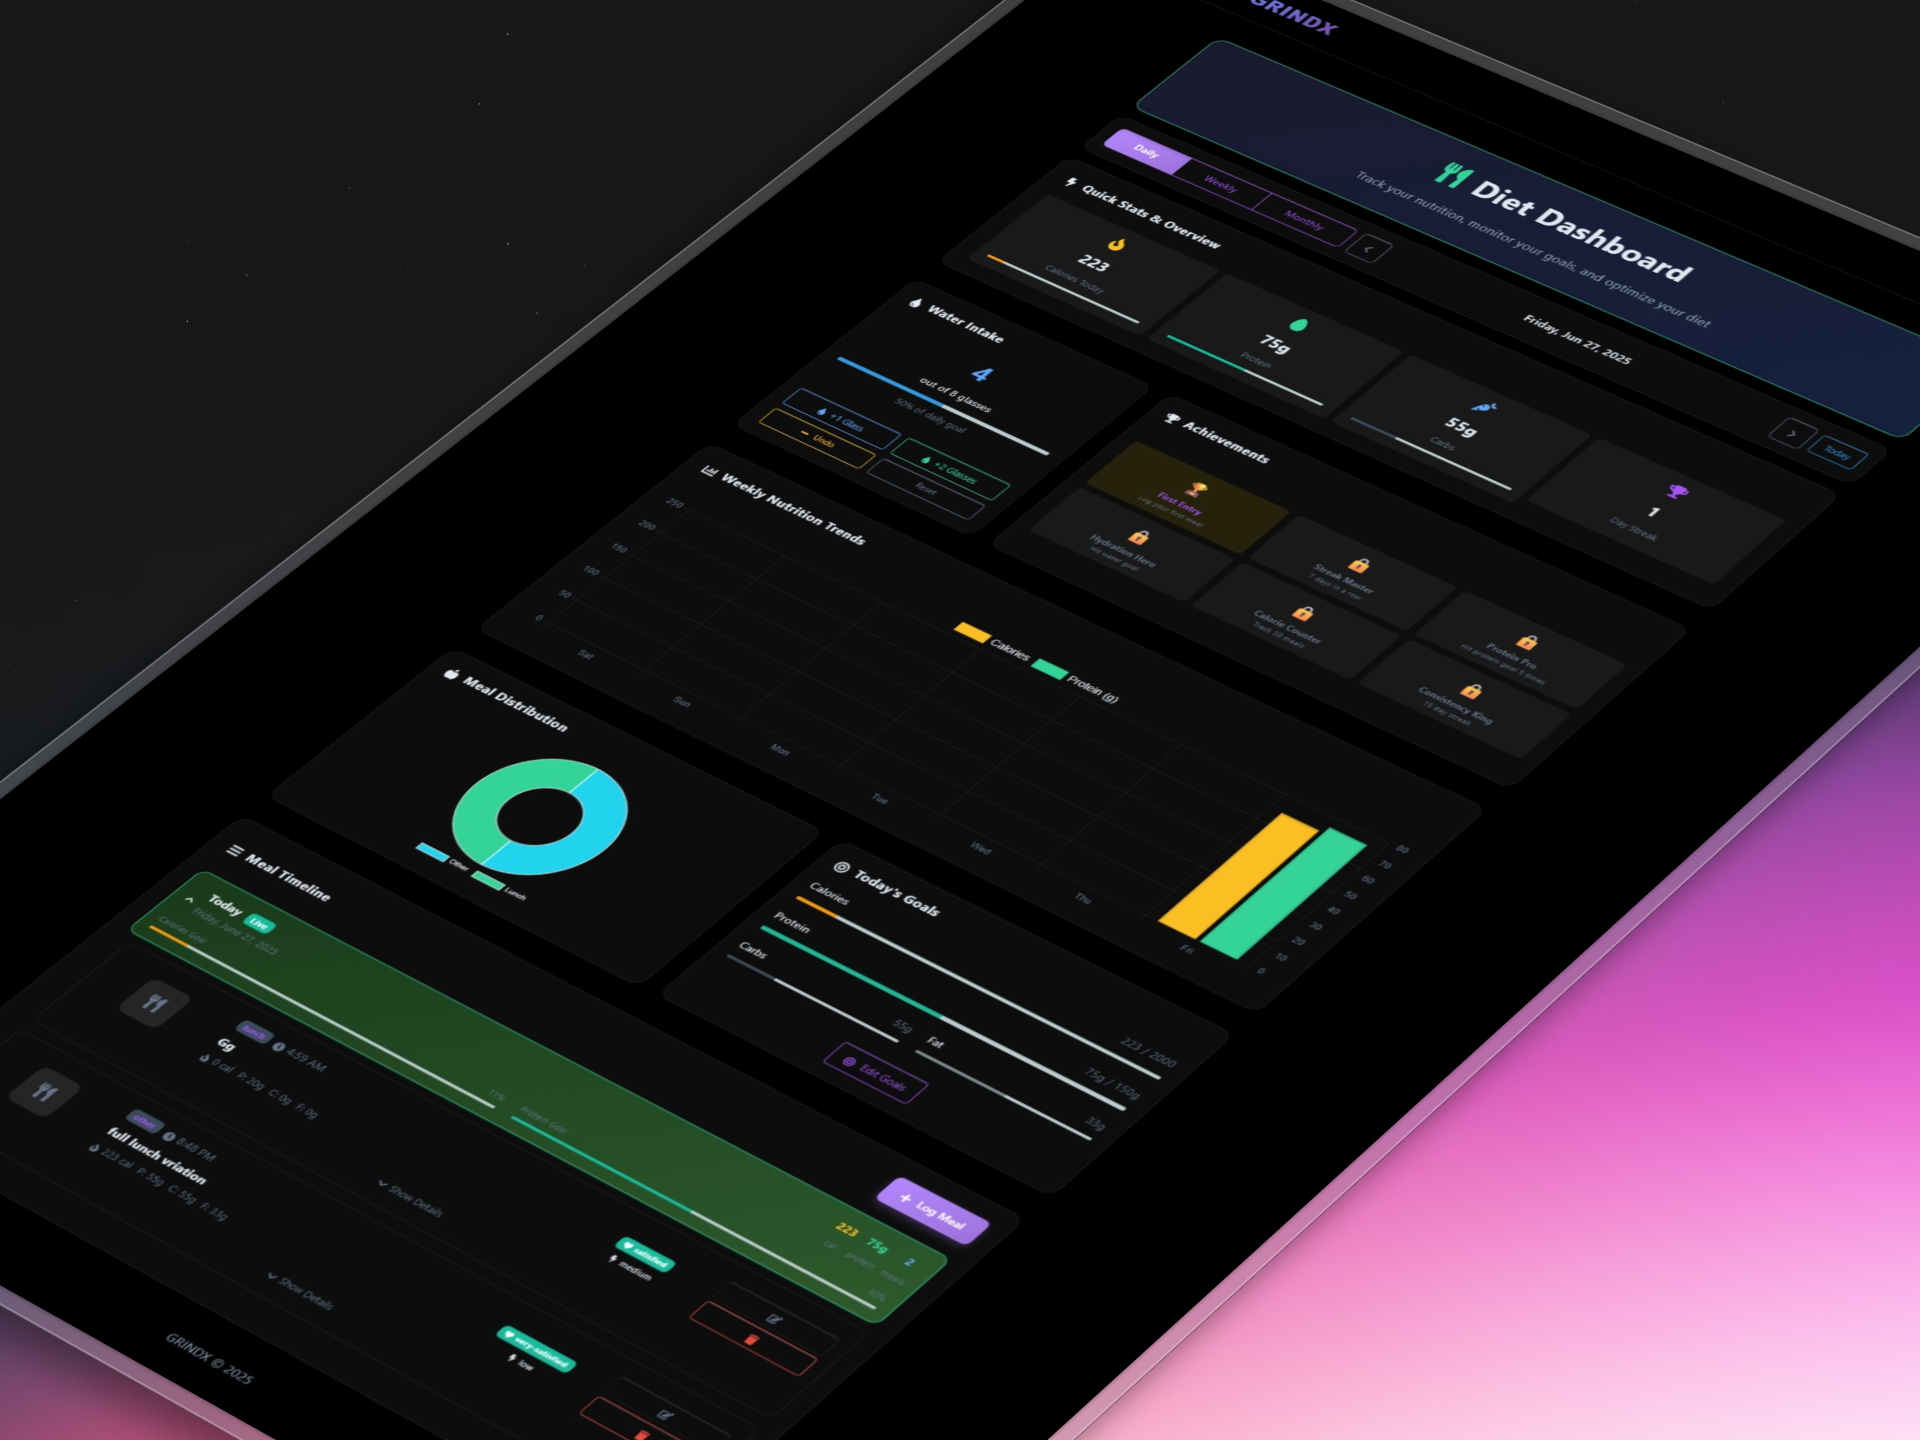 GRINDX
Diet Dashboard
Track your nutrition, monitor your goals, and optimize your diet
Daily
Weekly
Monthly
Friday, Jun 27, 2025
Today
Quick Stats & Overview
223
Calories Today
75g
Protein
55g
Carbs
1
Day Streak
Water Intake
4
out of 8 glasses
50% of daily goal
+1 Glass
+2 Glasses
Undo
Reset
Achievements
First Entry
Log your first meal
Streak Master
7 days in a row
Protein Pro
Hit protein goal 5 times
Hydration Hero
Hit water goal
Calorie Counter
Track 20 meals
Consistency King
15 day streak
Weekly Nutrition Trends
Calories
Protein (g)
250
200
150
100
50
0
80
70
60
50
40
30
20
10
0
Sat
Sun
Mon
Tue
Wed
Thu
Fri
Meal Distribution
Other
Lunch
Today's Goals
Calories
223 / 2000
Protein
75g / 150g
Carbs
55g
Fat
33g
Edit Goals
Meal Timeline
+ Log Meal
Today Live
Friday, June 27, 2025
223 75g 2
cal protein meals
Calories Goal 11%
Protein Goal 50%
lunch 4:59 AM
Gg
0 cal P: 20g C: 0g F: 0g
Show Details
satisfied
medium
other 8:48 PM
full lunch vriation
223 cal P: 55g C: 55g F: 33g
Show Details
very satisfied
low
GRINDX © 2025